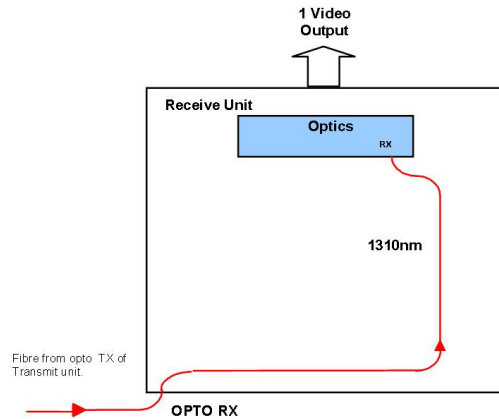 1 Video
Output
Receive Unit
Optics
RX
1310nm
Fibre from opto TX of
Transmit unit.
OPTO RX